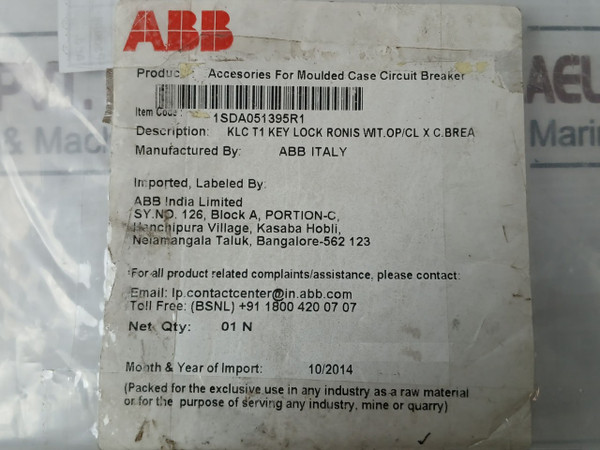 ABB
Product: Accesories For Moulded Case Circuit Breaker
Item Code: 1SDA051395R1
Description: KLC T1 KEY LOCK RONIS WIT.OP/CL X C.BREA
Manufactured By: ABB ITALY
Imported, Labeled By:
ABB India Limited
SY.NO. 126, Block A, PORTION-C,
Hanchipura Village, Kasaba Hobli,
Nelamangala Taluk, Bangalore-562 123
For all product related complaints/assistance, please contact:
Email: lp.contactcenter@in.abb.com
Toll Free: (BSNL) +91 1800 420 07 07
Net Qty: 01 N
Month & Year of Import: 10/2014
(Packed for the exclusive use in any industry as a raw material
or for the purpose of serving any industry, mine or quarry)
PVT.
& Mach
AEU
Marin